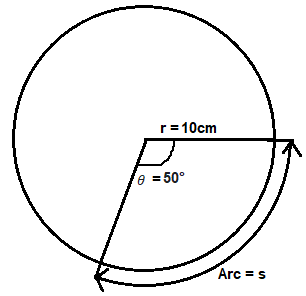 r = 10cm
θ = 50°
Arc = s